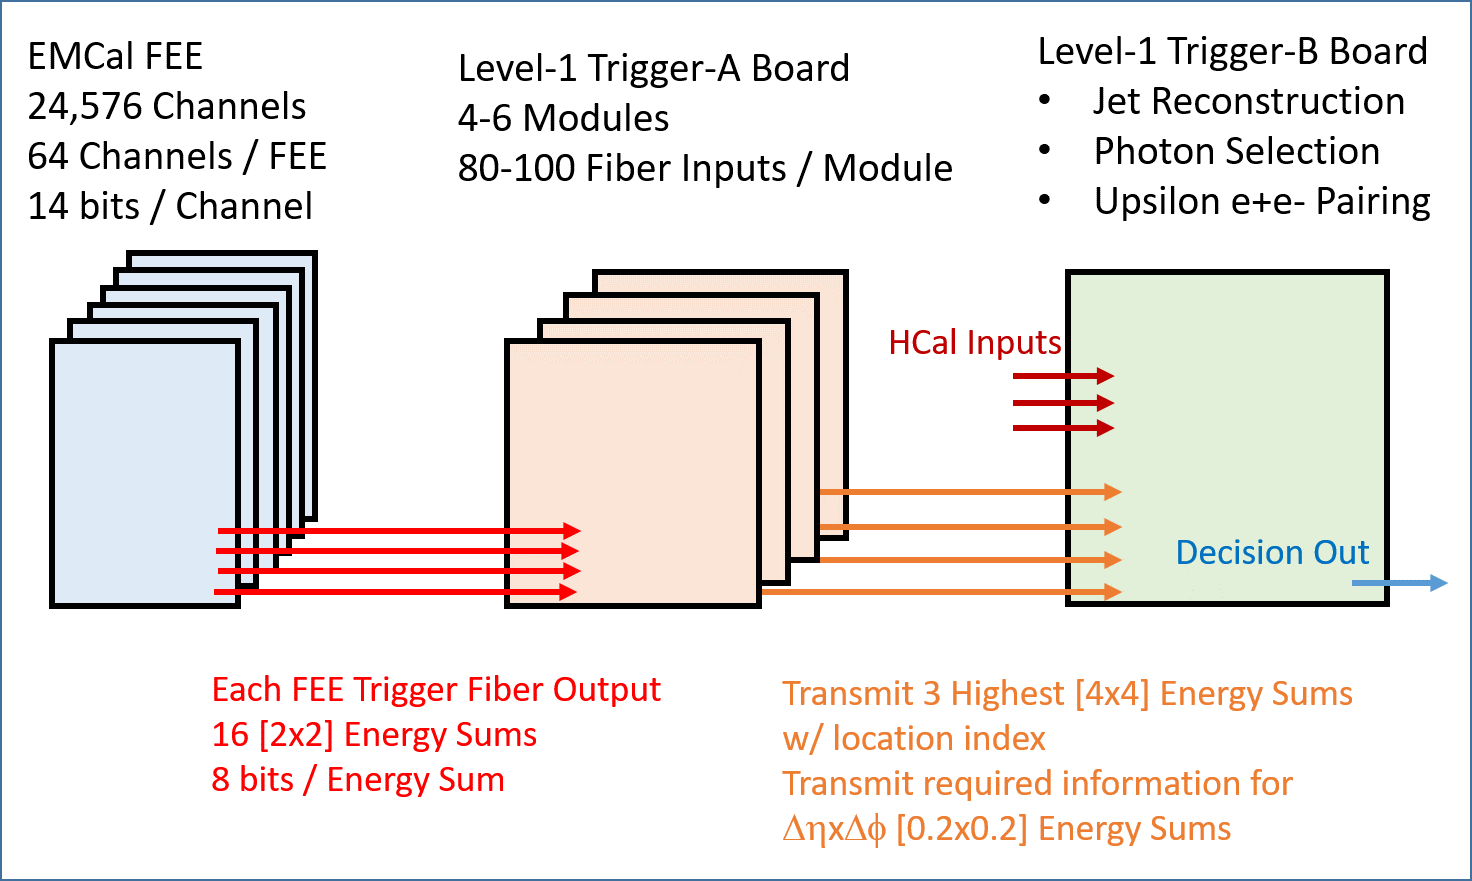 EMCal FEE
24,576 Channels
64 Channels / FEE
14 bits / Channel
Level-1 Trigger-A Board
4-6 Modules
80-100 Fiber Inputs / Module
Level-1 Trigger-B Board
• Jet Reconstruction
• Photon Selection
• Upsilon e+e- Pairing
HCal Inputs
Decision Out
Each FEE Trigger Fiber Output
16 [2x2] Energy Sums
8 bits / Energy Sum
Transmit 3 Highest [4x4] Energy Sums
w/ location index
Transmit required information for
ΔηxΔϕ [0.2x0.2] Energy Sums